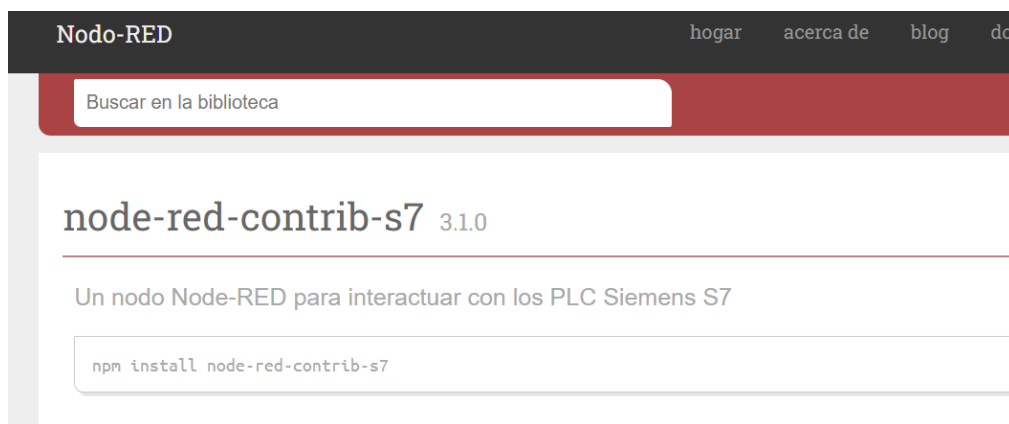 Nodo-RED
hogar acerca de blog
Buscar en la biblioteca
node-red-contrib-s7 3.1.0
Un nodo Node-RED para interactuar con los PLC Siemens S7
npm install node-red-contrib-s7